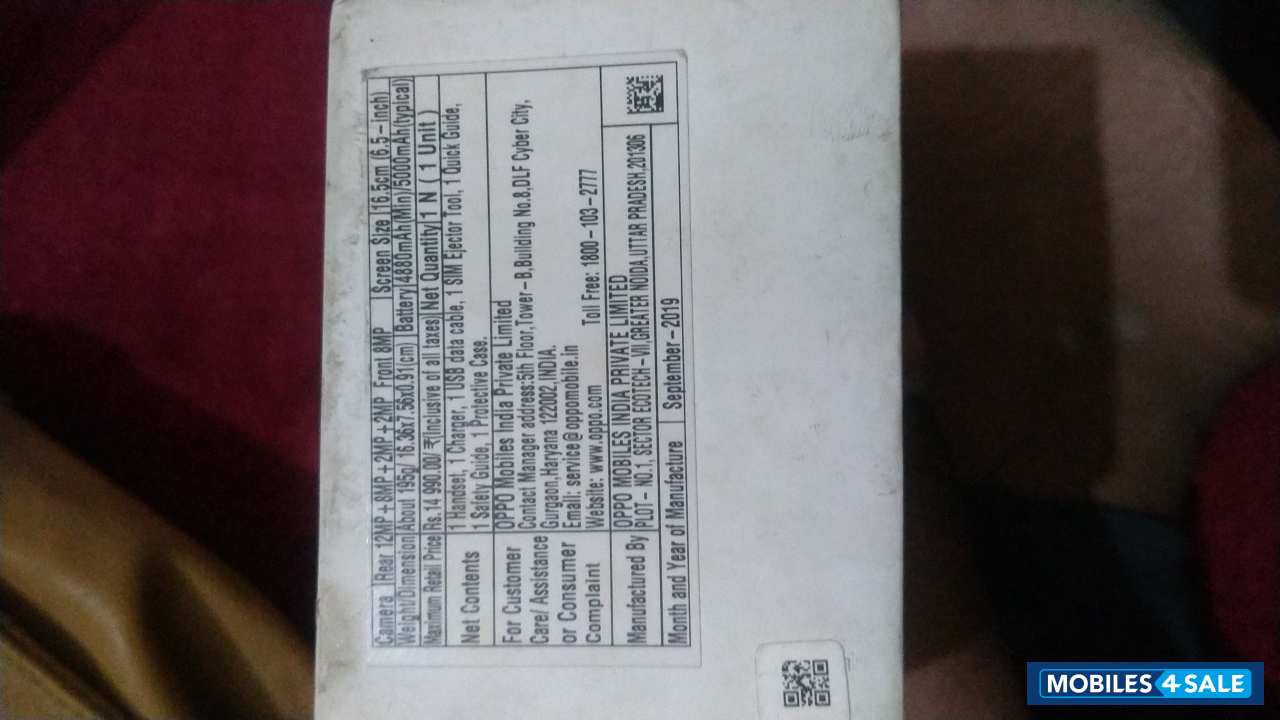 Camera Rear 12MP+8MP+2MP+2MP Front 8MP Screen Size 16.5cm (6.5-inch)
Weight/Dimension About 195g/ 16.36x7.56x0.91(cm) Battery 4880mAh(Min)/5000mAh(typical)
Maximum Retail Price Rs.14 990.00/ ₹(Inclusive of all taxes) Net Quantity 1 N ( 1 Unit )
Net Contents 1 Handset, 1 Charger, 1 USB data cable, 1 SIM Ejector Tool, 1 Quick Guide,
1 Safety Guide, 1 Protective Case.
For Customer Care/ Assistance or Consumer Complaint
OPPO Mobiles India Private Limited
Contact Manager address:5th Floor,Tower-B,Building No.8,DLF Cyber City,
Gurgaon,Haryana 122002,INDIA.
Email: service@oppomobile.in
Website: www.oppo.com Toll Free: 1800-103-2777
Manufactured By OPPO MOBILES INDIA PRIVATE LIMITED
PLOT- NO.1, SECTOR ECOTECH-VII,GREATER NOIDA,UTTAR PRADESH,201306
Month and Year of Manufacture September-2019
MOBILES 4 SALE